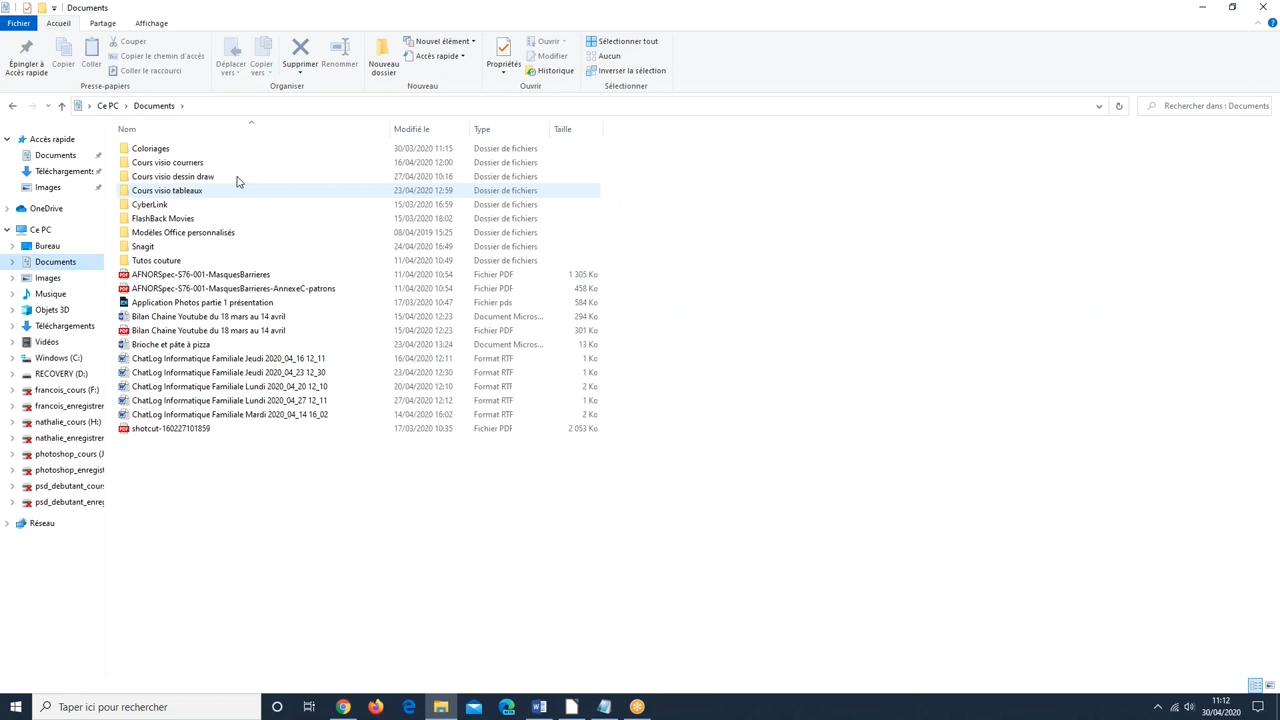 Documents
Fichier Accueil Partage Affichage
Épingler à Accès rapide
Copier
Coller
Couper
Copier le chemin d'accès
Coller le raccourci
Déplacer vers
Copier vers
Supprimer
Renommer
Nouveau dossier
Nouvel élément
Accès rapide
Propriétés
Ouvrir
Modifier
Historique
Sélectionner tout
Aucun
Inverser la sélection
Presse-papiers Organiser Nouveau Ouvrir Sélectionner
Ce PC > Documents > Rechercher dans : Documents
Accès rapide
Documents
Téléchargements
Images
OneDrive
Ce PC
Bureau
Documents
Images
Musique
Objets 3D
Téléchargements
Vidéos
Windows (C:)
RECOVERY (D:)
francois_cours (F:)
francois_enregistrer
nathalie_cours (H:)
nathalie_enregistrer
photoshop_cours (J
photoshop_enregist
psd_debutant_cours
psd_debutant_enreg
Réseau
Nom Modifié le Type Taille
Coloriages 30/03/2020 11:15 Dossier de fichiers
Cours visio courriers 16/04/2020 12:00 Dossier de fichiers
Cours visio dessin draw 27/04/2020 10:16 Dossier de fichiers
Cours visio tableaux 23/04/2020 12:59 Dossier de fichiers
CyberLink 15/03/2020 16:59 Dossier de fichiers
FlashBack Movies 15/03/2020 18:02 Dossier de fichiers
Modèles Office personnalisés 08/04/2019 15:25 Dossier de fichiers
Snagit 24/04/2020 16:49 Dossier de fichiers
Tutos couture 11/04/2020 10:49 Dossier de fichiers
AFNORSpec-S76-001-MasquesBarrieres 11/04/2020 10:54 Fichier PDF 1 305 Ko
AFNORSpec-S76-001-MasquesBarrieres-AnnexeC-patrons 11/04/2020 10:54 Fichier PDF 458 Ko
Application Photos partie 1 présentation 17/03/2020 10:47 Fichier pds 584 Ko
Bilan Chaine Youtube du 18 mars au 14 avril 15/04/2020 12:23 Document Micros... 294 Ko
Bilan Chaine Youtube du 18 mars au 14 avril 15/04/2020 12:23 Fichier PDF 301 Ko
Brioche et pâte à pizza 23/04/2020 13:24 Document Micros... 13 Ko
ChatLog Informatique Familiale Jeudi 2020_04_16 12_11 16/04/2020 12:11 Format RTF 1 Ko
ChatLog Informatique Familiale Jeudi 2020_04_23 12_30 23/04/2020 12:30 Format RTF 1 Ko
ChatLog Informatique Familiale Lundi 2020_04_20 12_10 20/04/2020 12:10 Format RTF 2 Ko
ChatLog Informatique Familiale Lundi 2020_04_27 12_11 27/04/2020 12:12 Format RTF 1 Ko
ChatLog Informatique Familiale Mardi 2020_04_14 16_02 14/04/2020 16:02 Format RTF 2 Ko
shotcut-160227101859 17/03/2020 10:35 Fichier PDF 2 053 Ko
Taper ici pour rechercher
11:12
30/04/2020